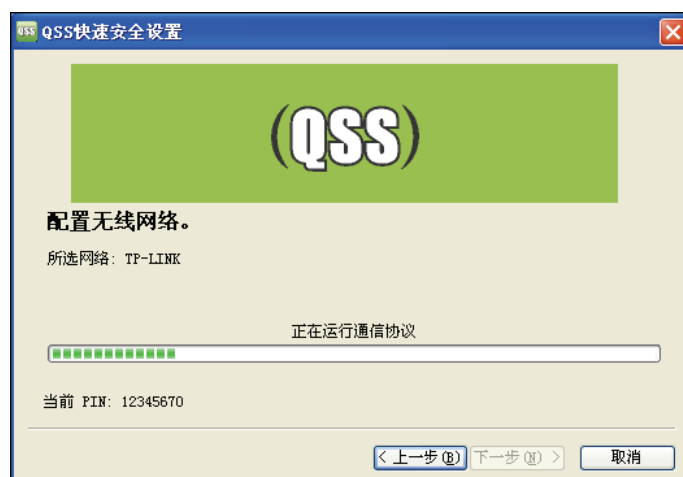 QSS QSS快速安全设置
(QSS)
配置无线网络。
所选网络: TP-LINK
正在运行通信协议
当前 PIN: 12345670
< 上一步(B) 下一步(N) > 取消